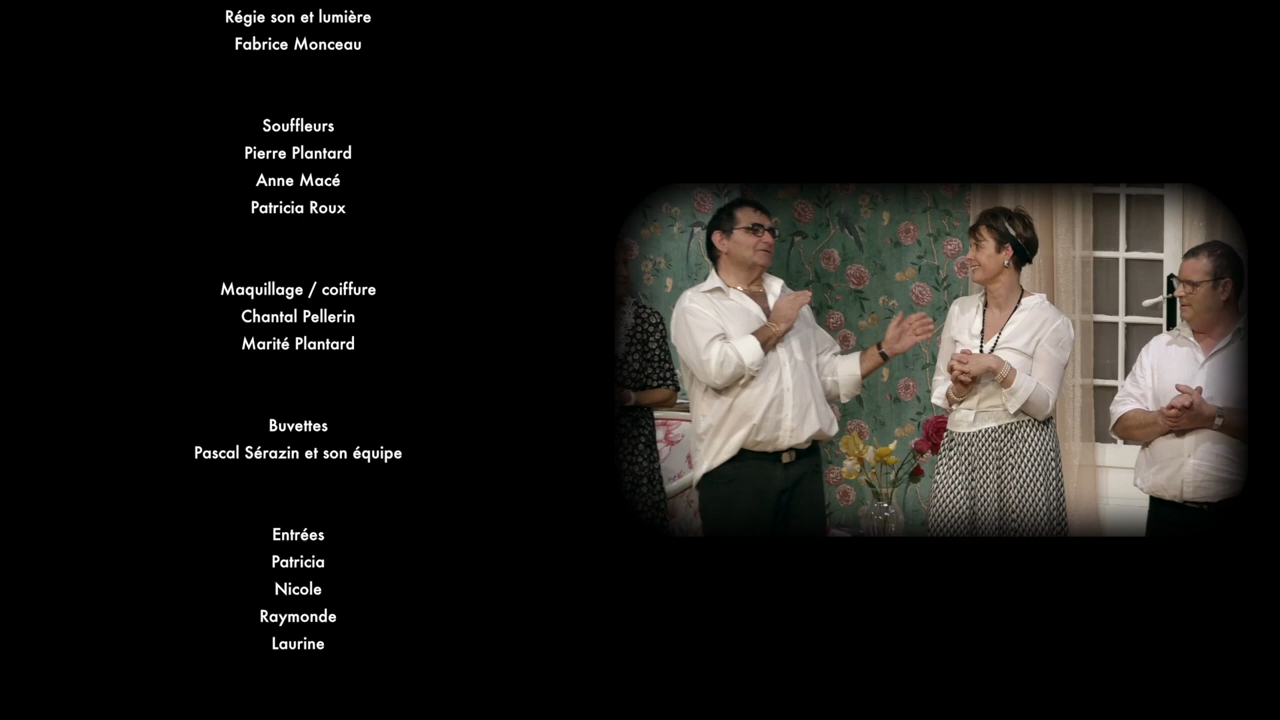 Régie son et lumière
Fabrice Monceau
Souffleurs
Pierre Plantard
Anne Macé
Patricia Roux
Maquillage / coiffure
Chantal Pellerin
Marité Plantard
Buvettes
Pascal Sérazin et son équipe
Entrées
Patricia
Nicole
Raymonde
Laurine